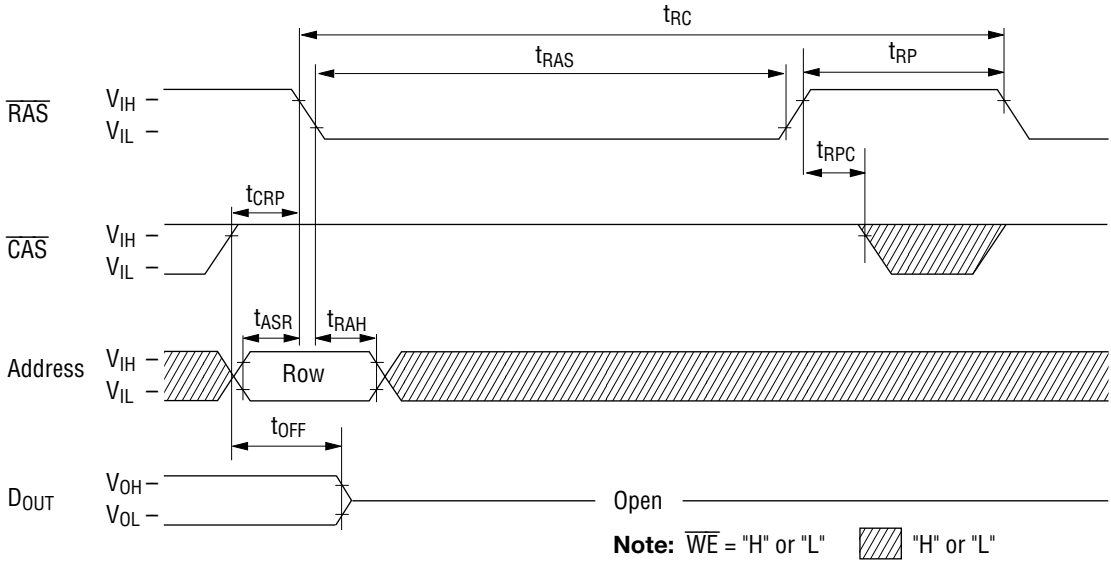 tRC
tRAS
tRP
RAS
VIH
VIL
tRPC
tCRP
CAS
VIH
VIL
tASR
tRAH
Address
VIH
VIL
Row
tOFF
DOUT
VOH
VOL
Open
Note: WE = "H" or "L"
"H" or "L"